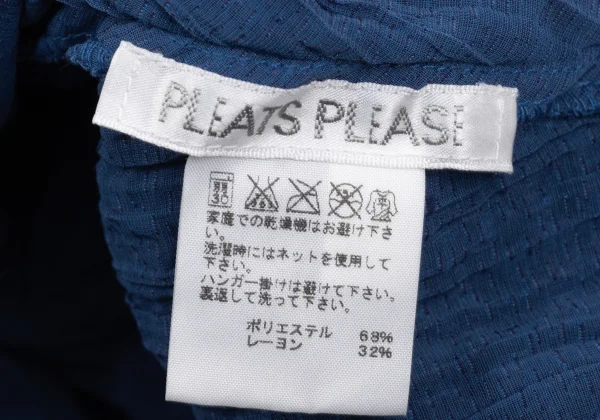 PLEATS PLEASE
家庭での乾燥機はお避け下さ
い。
洗濯時にはネットを使用して
下さい。
ハンガー掛けは避けて下さい。
裏返して洗って下さい。
ポリエステル 68%
レーヨン 32%